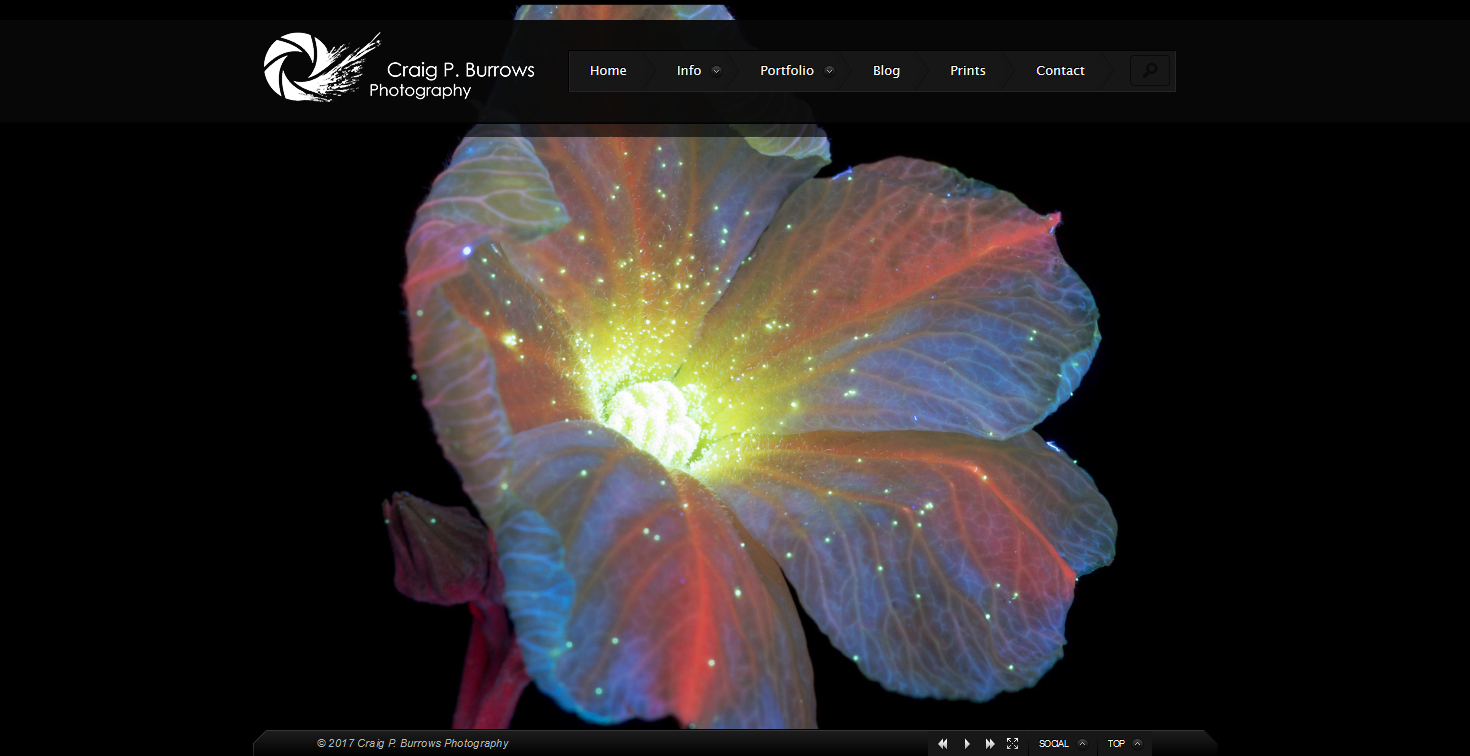 Craig P. Burrows
Photography
Home Info Portfolio Blog Prints Contact
© 2017 Craig P. Burrows Photography
SOCIAL TOP